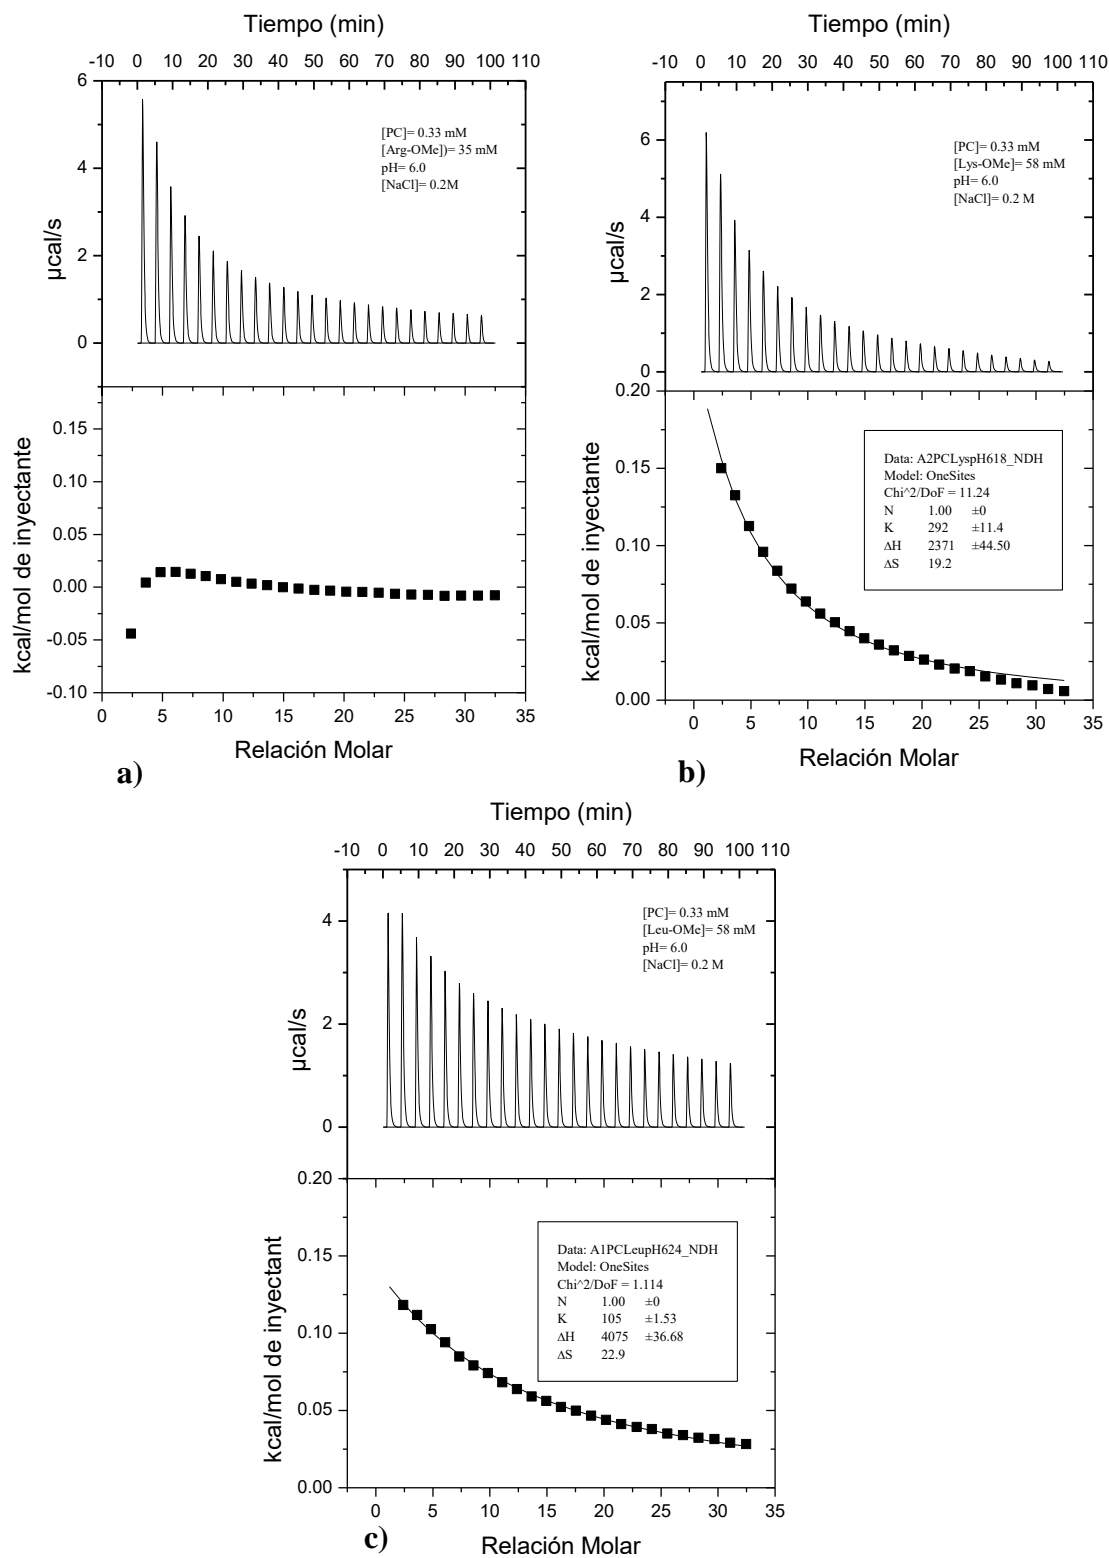 Tiempo (min)
-10 0 10 20 30 40 50 60 70 80 90 100 110
6
4
2
0
µcal/s
[PC]= 0.33 mM
[Arg-OMe])= 35 mM
pH= 6.0
[NaCl]= 0.2M
0.15
0.10
0.05
0.00
-0.05
-0.10
kcal/mol de inyectante
0 5 10 15 20 25 30 35
Relación Molar
a)
Tiempo (min)
-10 0 10 20 30 40 50 60 70 80 90 100 110
6
4
2
0
µcal/s
[PC]= 0.33 mM
[Lys-OMe]= 58 mM
pH= 6.0
[NaCl]= 0.2 M
0.20
0.15
0.10
0.05
0.00
kcal/mol de inyectante
Data: A2PCLyspH618_NDH
Model: OneSites
Chi^2/DoF = 11.24
N 1.00 ±0
K 292 ±11.4
ΔH 2371 ±44.50
ΔS 19.2
0 5 10 15 20 25 30 35
Relación Molar
b)
Tiempo (min)
-10 0 10 20 30 40 50 60 70 80 90 100 110
4
2
0
µcal/s
[PC]= 0.33 mM
[Leu-OMe]= 58 mM
pH= 6.0
[NaCl]= 0.2 M
0.20
0.15
0.10
0.05
0.00
kcal/mol de inyectant
Data: A1PCLeupH624_NDH
Model: OneSites
Chi^2/DoF = 1.114
N 1.00 ±0
K 105 ±1.53
ΔH 4075 ±36.68
ΔS 22.9
0 5 10 15 20 25 30 35
Relación Molar
c)